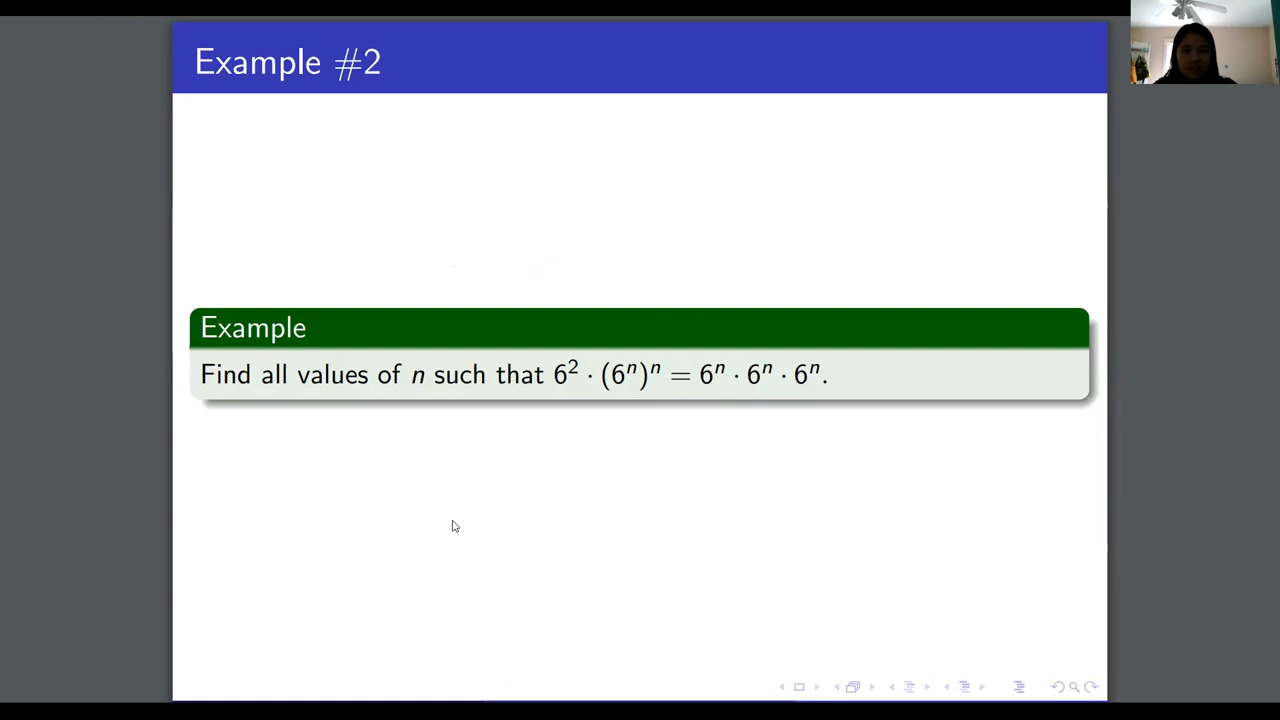 Example #2
Example
Find all values of n such that 6² · (6ⁿ)ⁿ = 6ⁿ · 6ⁿ · 6ⁿ.